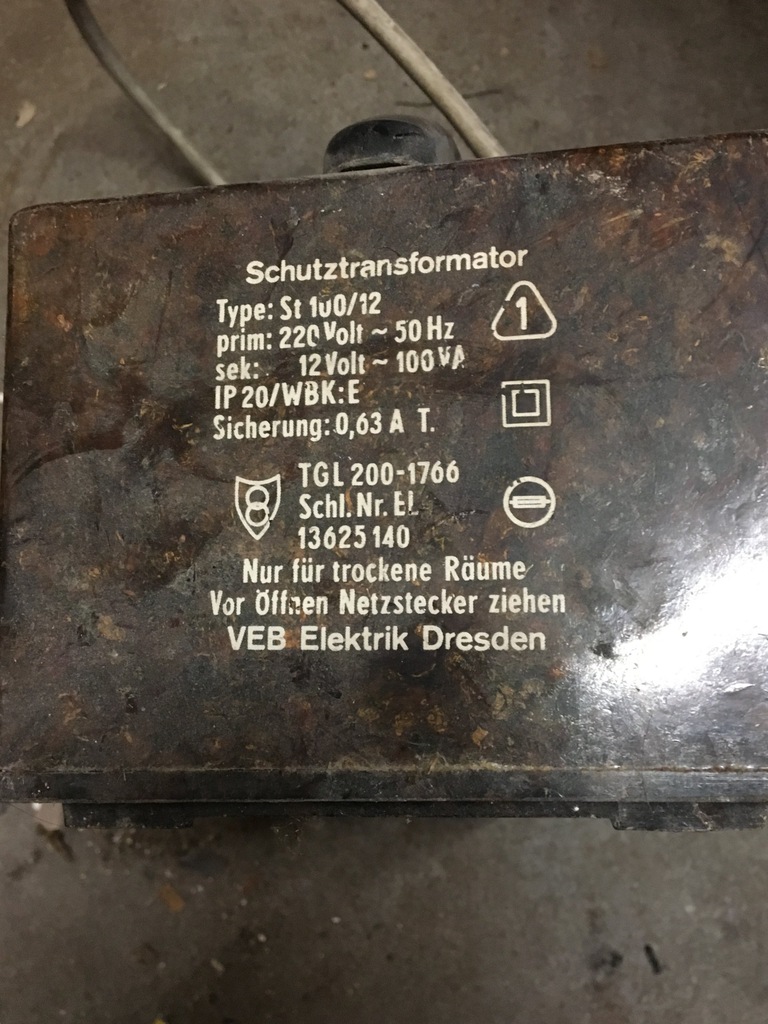 Schutztransformator
Type: St 100/12
prim: 220 Volt ~ 50 Hz
sek: 12 Volt ~ 100 VA
IP 20/WBK: E
Sicherung: 0,63 A T.
1
TGL 200-1766
Schl. Nr. EL
13625140
Nur für trockene Räume
Vor Öffnen Netzstecker ziehen
VEB Elektrik Dresden